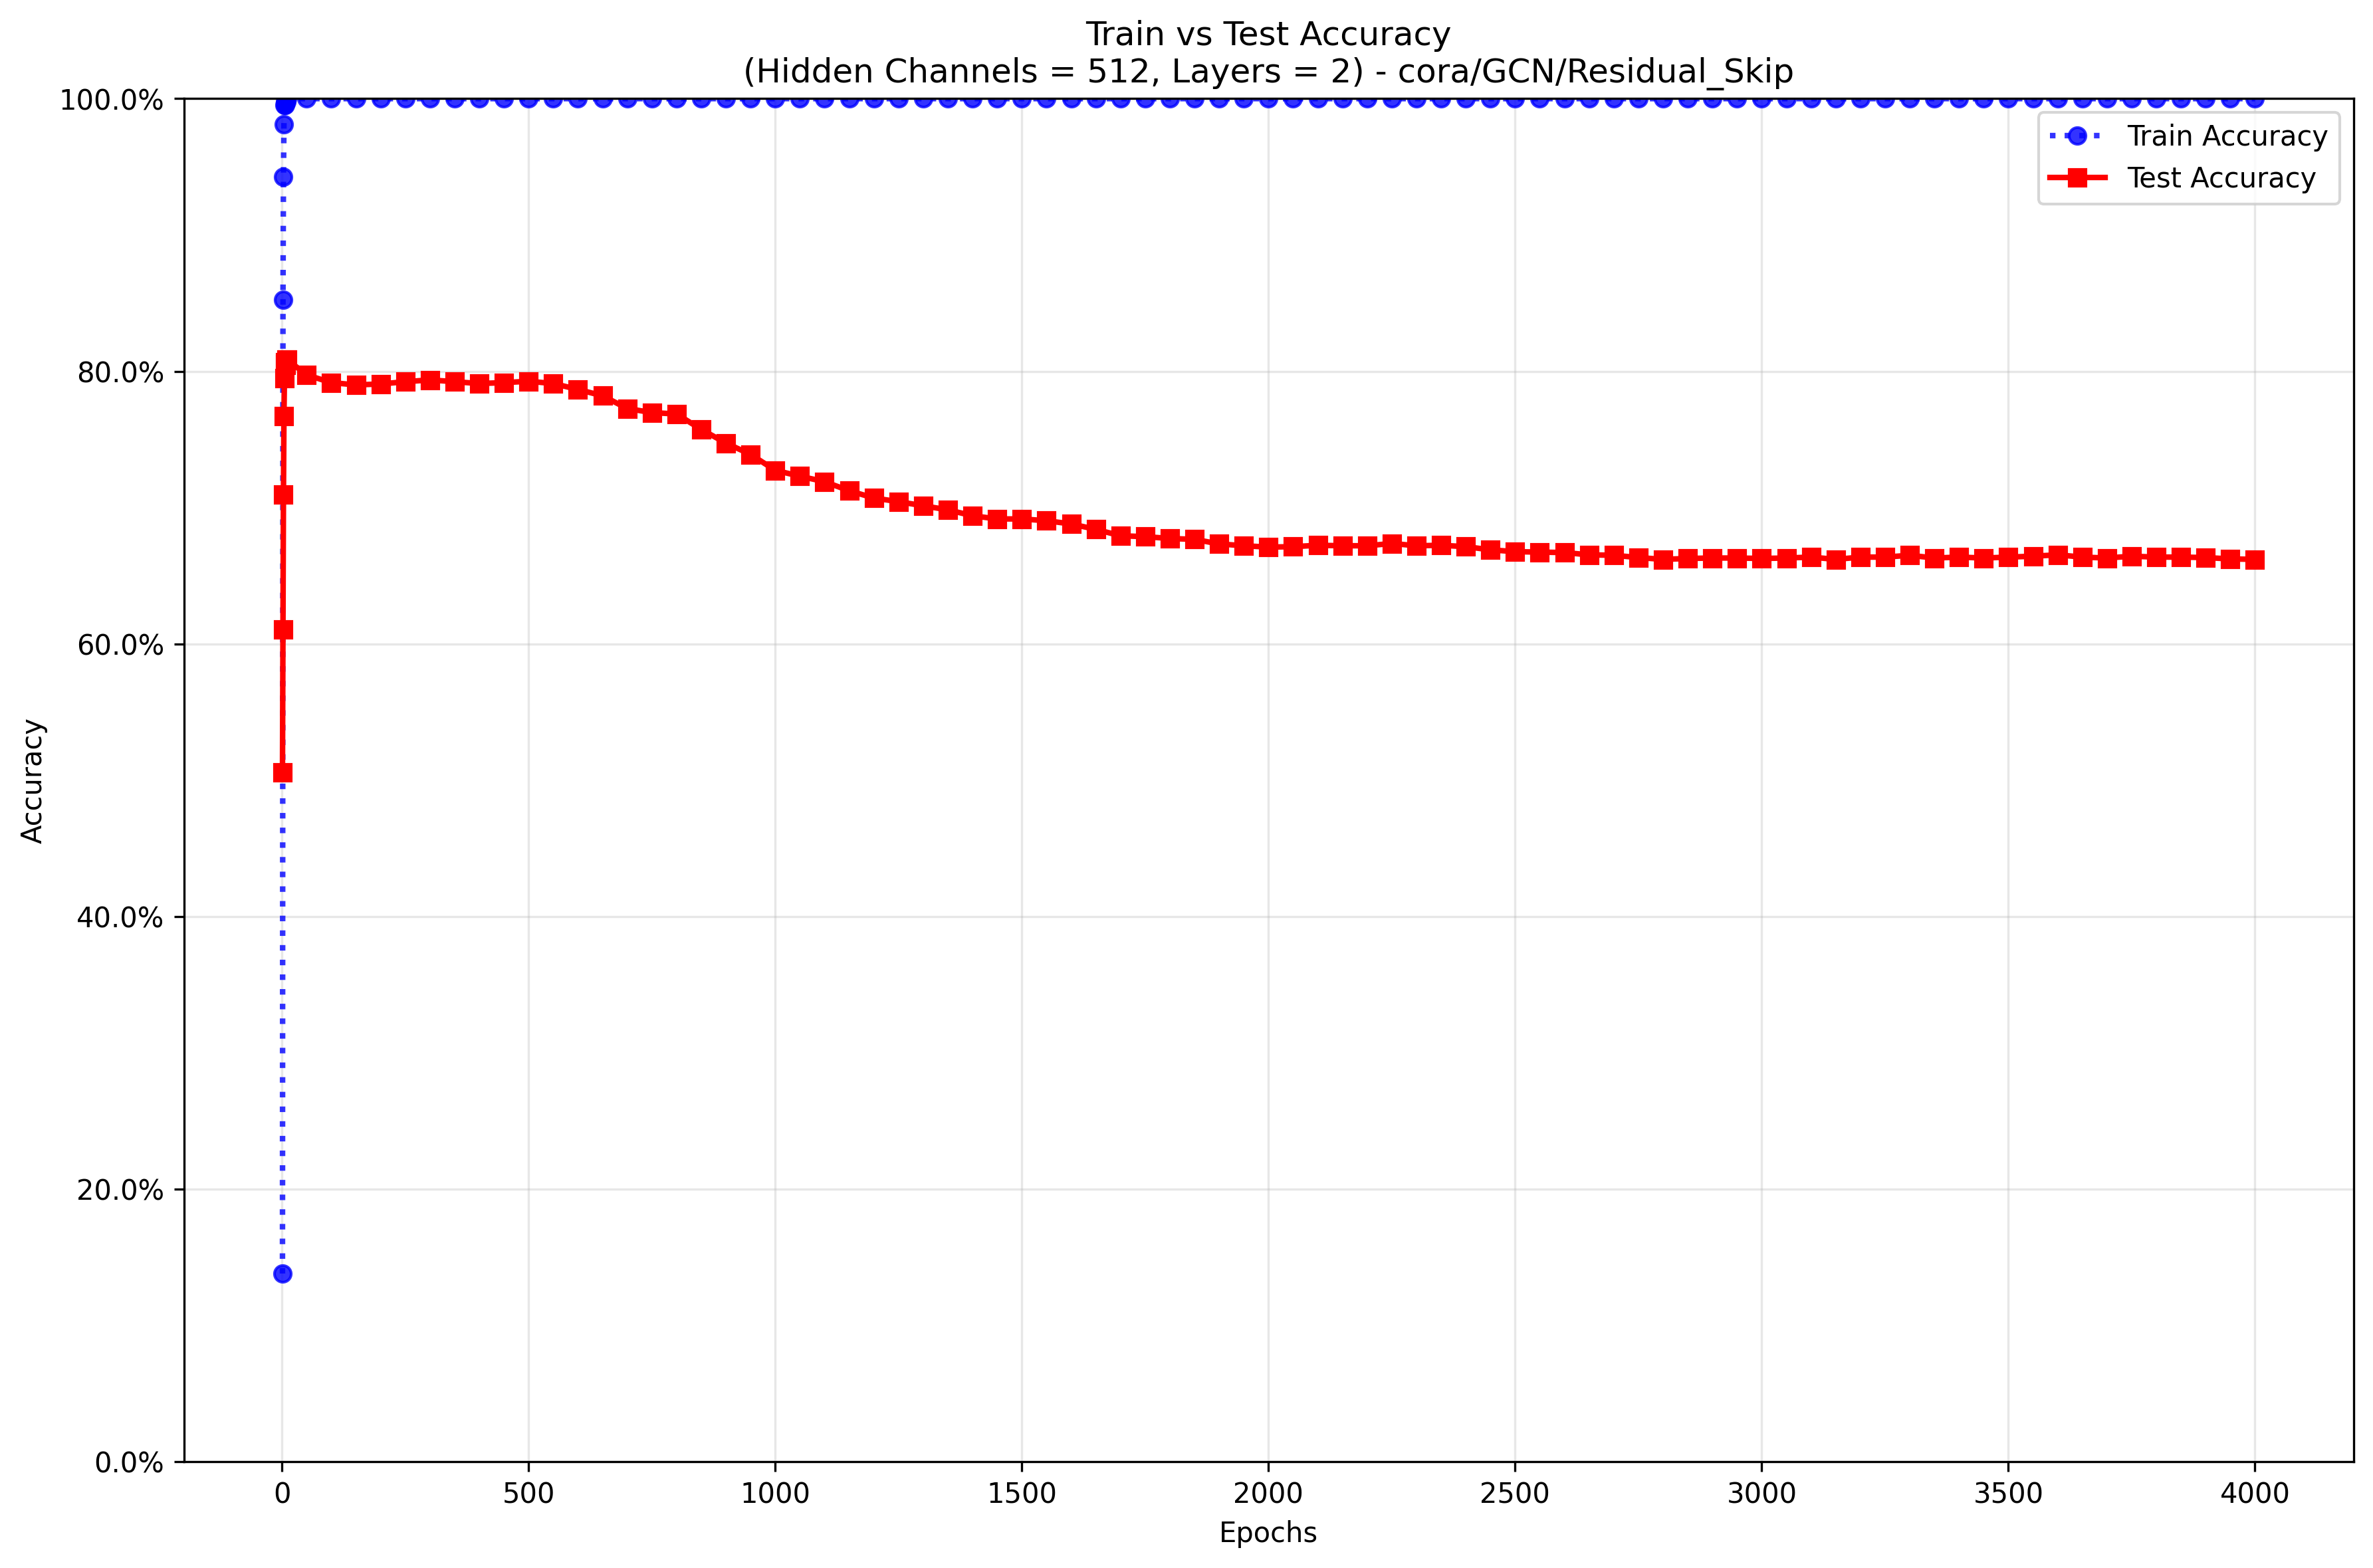 Train vs Test Accuracy
(Hidden Channels = 512, Layers = 2) - cora/GCN/Residual_Skip
100.0%
80.0%
60.0%
40.0%
20.0%
0.0%
Accuracy
Train Accuracy
Test Accuracy
0 500 1000 1500 2000 2500 3000 3500 4000
Epochs